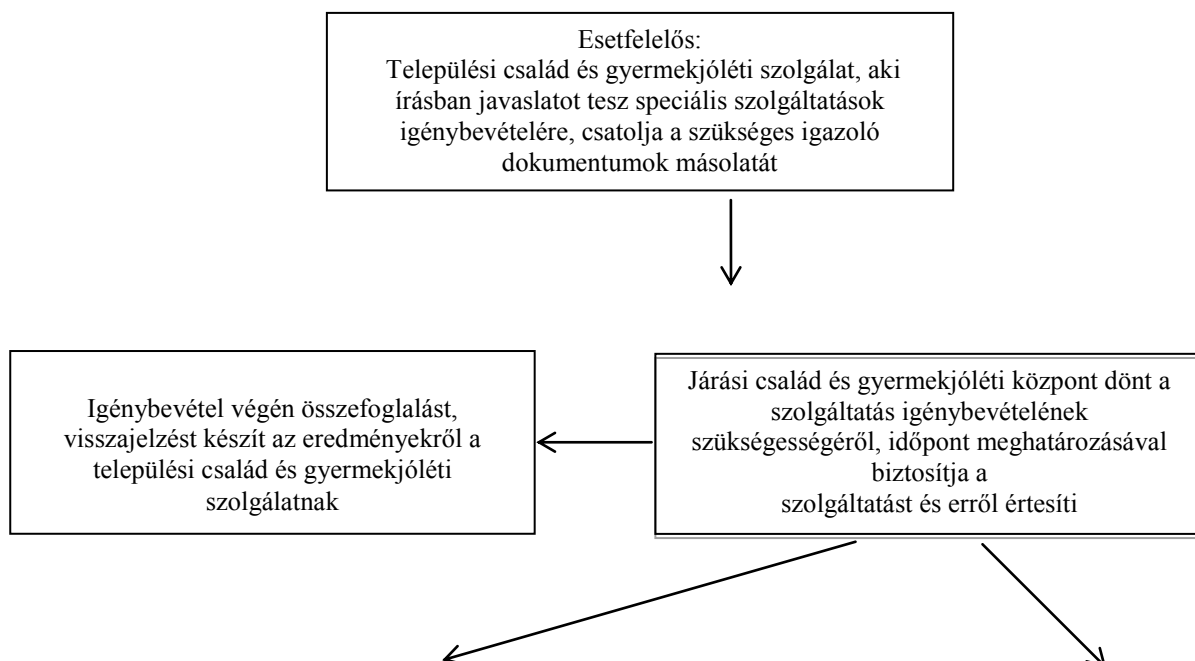 Esetfelelős:
Települési család és gyermekjóléti szolgálat, aki
írásban javaslatot tesz speciális szolgáltatások
igénybevételére, csatolja a szükséges igazoló
dokumentumok másolatát
Igénybevétel végén összefoglalást,
visszajelzést készít az eredményekről a
települési család és gyermekjóléti
szolgálatnak
Járási család és gyermekjóléti központ dönt a
szolgáltatás igénybevételének
szükségességéről, időpont meghatározásával
biztosítja a
szolgáltatást és erről értesíti